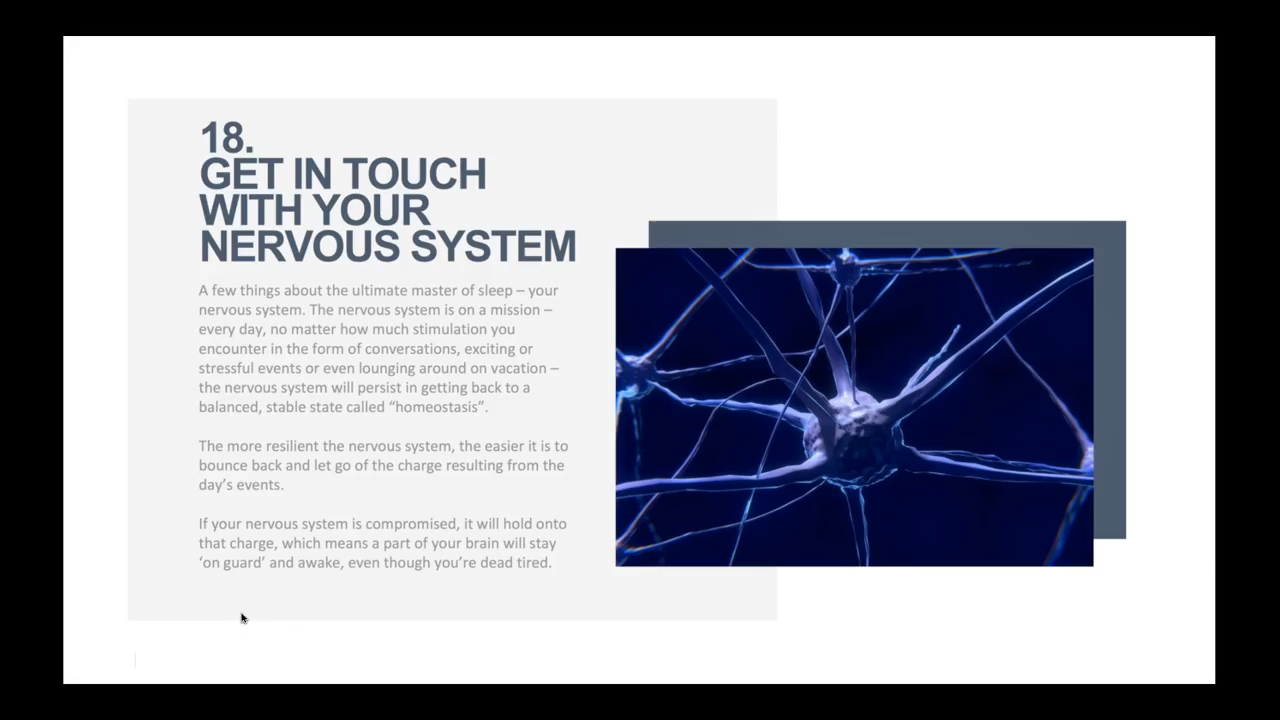 18.
GET IN TOUCH
WITH YOUR
NERVOUS SYSTEM
A few things about the ultimate master of sleep – your
nervous system. The nervous system is on a mission –
every day, no matter how much stimulation you
encounter in the form of conversations, exciting or
stressful events or even lounging around on vacation –
the nervous system will persist in getting back to a
balanced, stable state called “homeostasis”.
The more resilient the nervous system, the easier it is to
bounce back and let go of the charge resulting from the
day’s events.
If your nervous system is compromised, it will hold onto
that charge, which means a part of your brain will stay
‘on guard’ and awake, even though you’re dead tired.